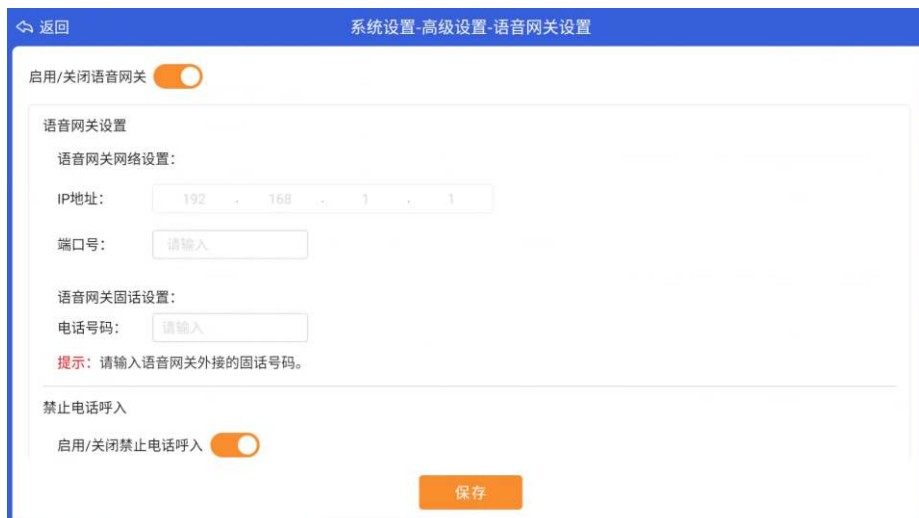 返回
系统设置-高级设置-语音网关设置
启用/关闭语音网关
语音网关设置
语音网关网络设置：
IP地址： 192 . 168 . 1 . 1
端口号： 请输入
语音网关固话设置：
电话号码： 请输入
提示：请输入语音网关外接的固话号码。
禁止电话呼入
启用/关闭禁止电话呼入
保存